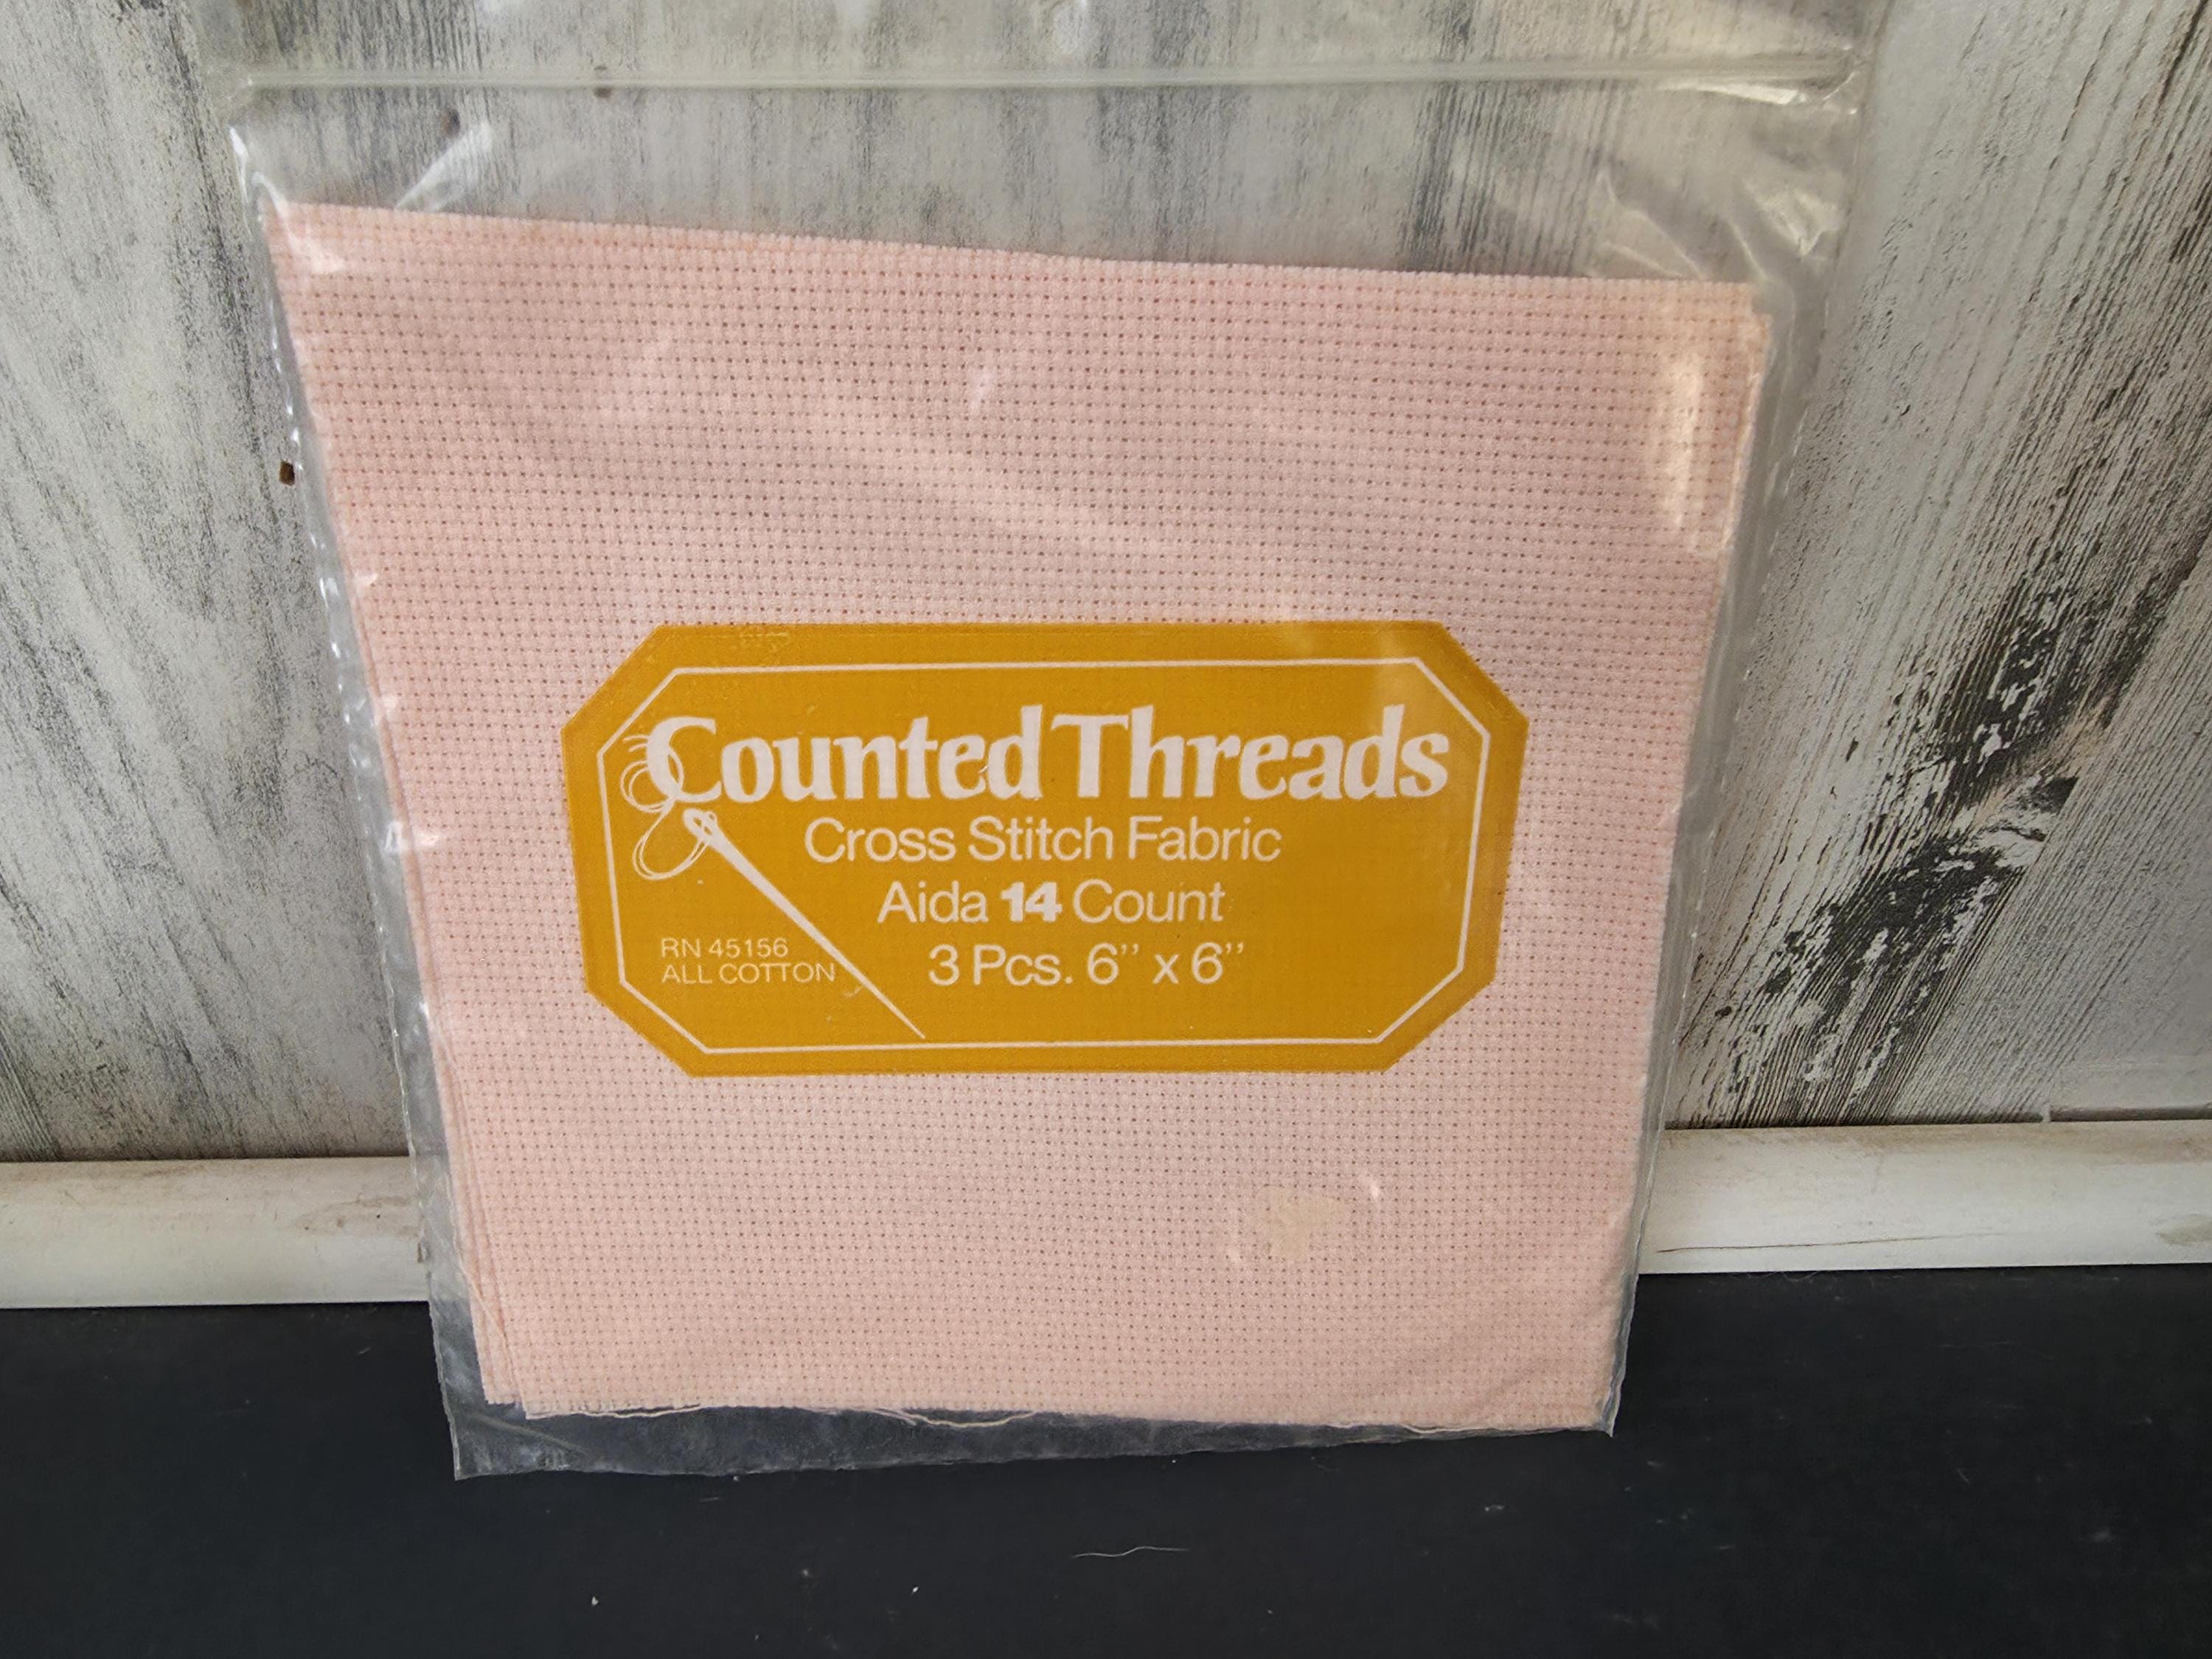 Counted Threads
Cross Stitch Fabric
Aida 14 Count
3 Pcs. 6" x 6"
RN 45156
ALL COTTON